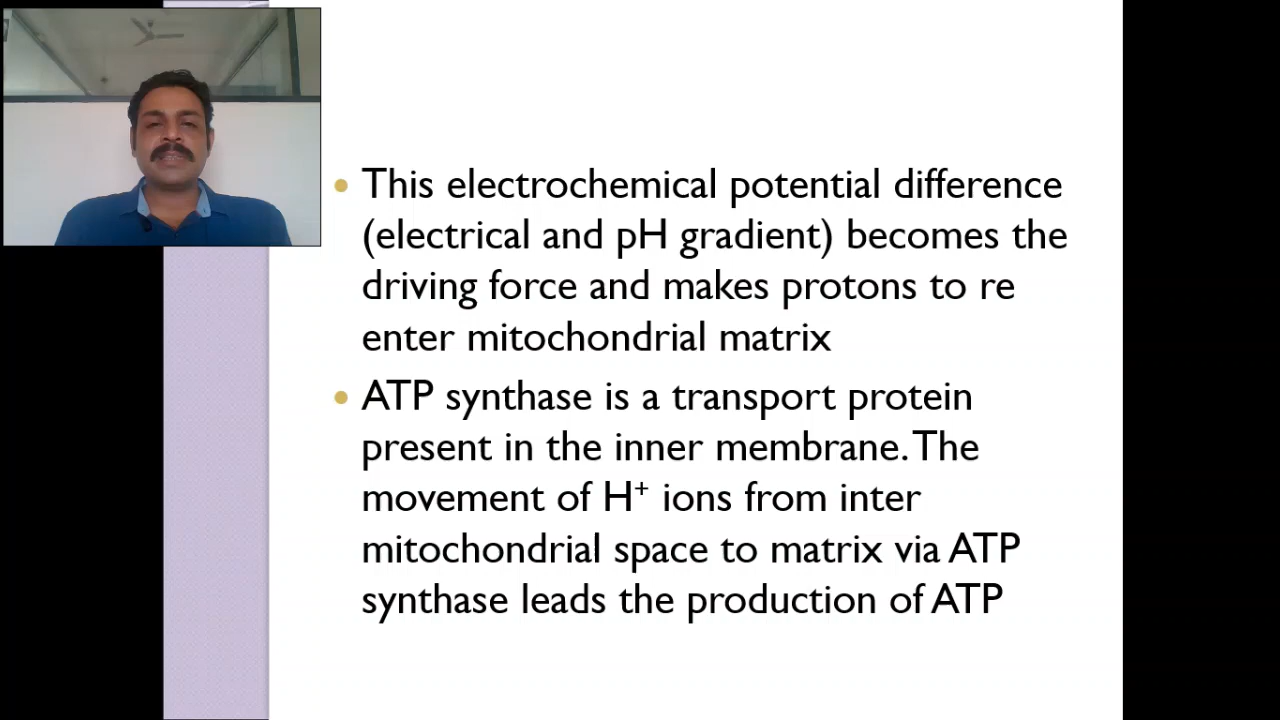 This electrochemical potential difference
(electrical and pH gradient) becomes the
driving force and makes protons to re
enter mitochondrial matrix
ATP synthase is a transport protein
present in the inner membrane. The
movement of H⁺ ions from inter
mitochondrial space to matrix via ATP
synthase leads the production of ATP